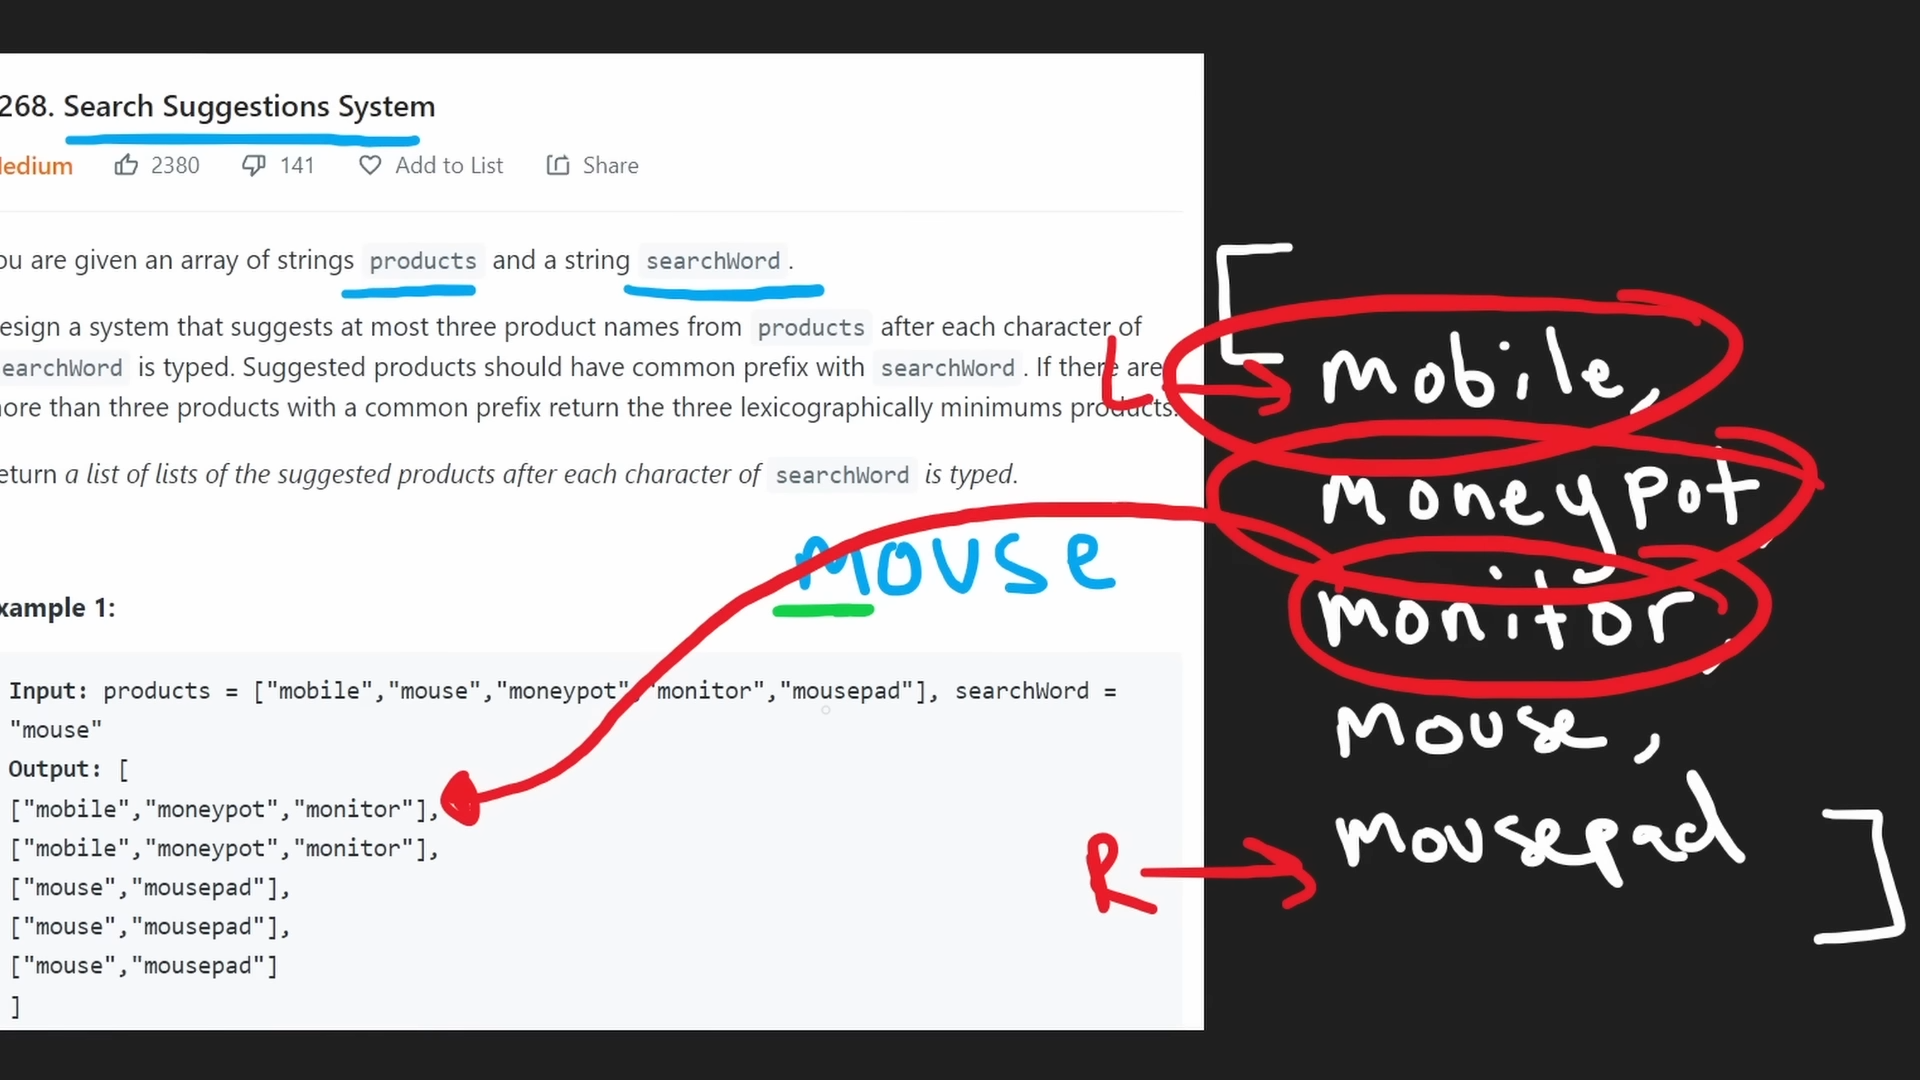 268. Search Suggestions System
edium 2380 141 Add to List Share
ou are given an array of strings products and a string searchWord.
esign a system that suggests at most three product names from products after each character of
earchWord is typed. Suggested products should have common prefix with searchWord. If there are
ore than three products with a common prefix return the three lexicographically minimums products.
eturn a list of lists of the suggested products after each character of searchWord is typed.
mouse
xample 1:
Input: products = ["mobile","mouse","moneypot","monitor","mousepad"], searchWord =
"mouse"
Output: [
["mobile","moneypot","monitor"],
["mobile","moneypot","monitor"],
["mouse","mousepad"],
["mouse","mousepad"],
["mouse","mousepad"]
]
[
L
mobile,
moneypot,
monitor,
mouse,
R
mousepad
]